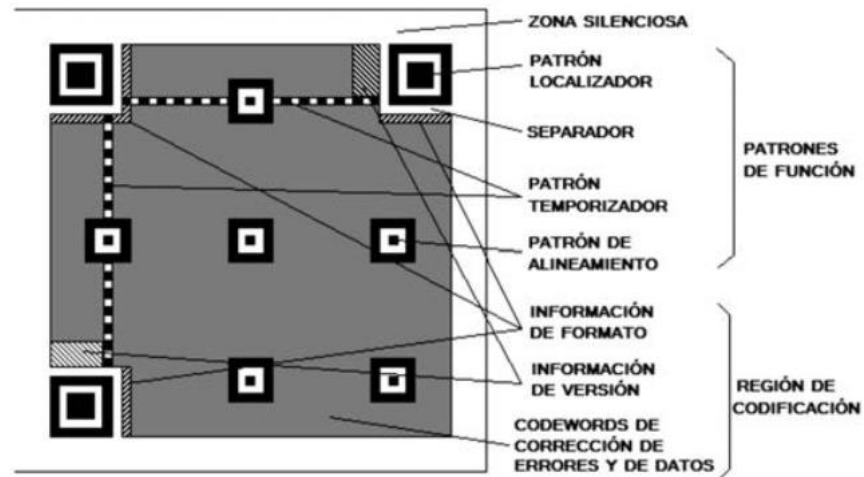 ZONA SILENCIOSA
PATRÓN
LOCALIZADOR
SEPARADOR
PATRONES
DE FUNCIÓN
PATRÓN
TEMPORIZADOR
PATRÓN DE
ALINEAMIENTO
INFORMACIÓN
DE FORMATO
INFORMACIÓN
DE VERSIÓN
REGIÓN DE
CODIFICACIÓN
CODEWORDS DE
CORRECCIÓN DE
ERRORES Y DE DATOS